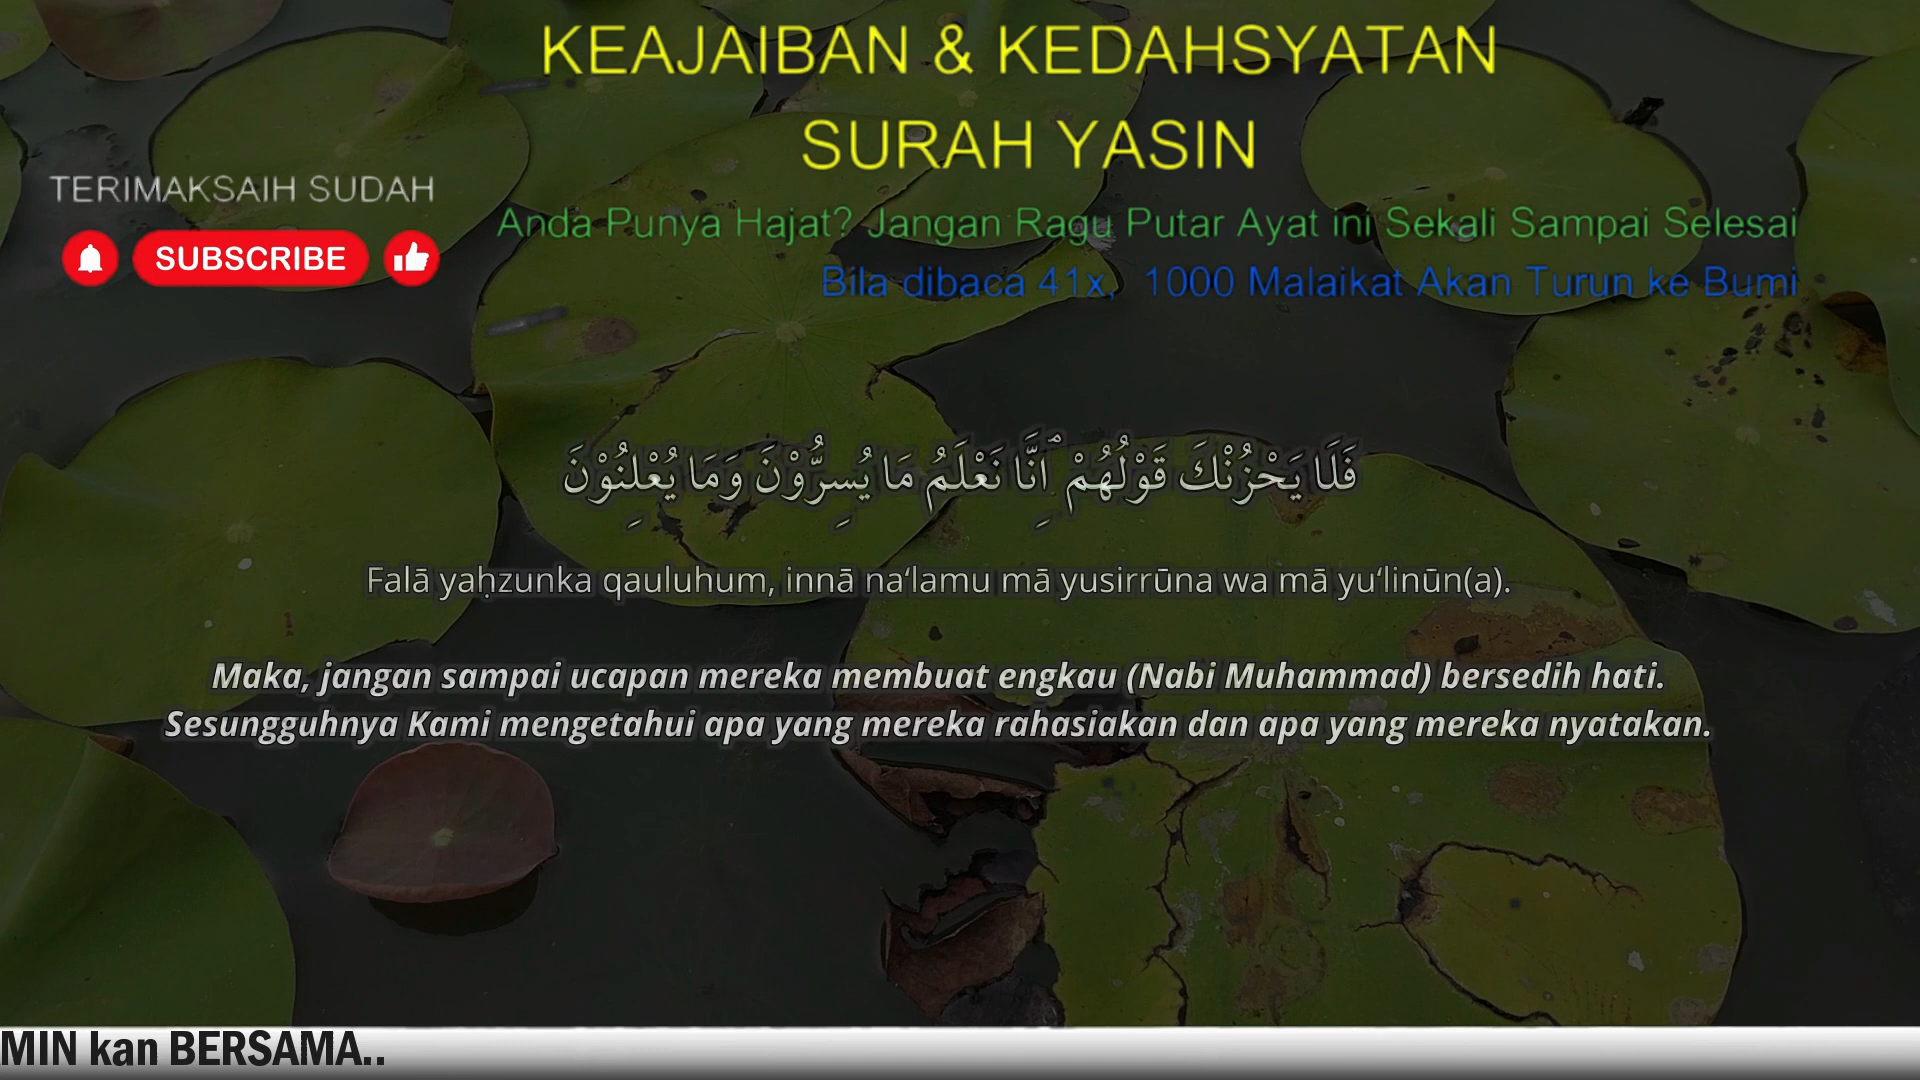 KEAJAIBAN & KEDAHSYATAN
SURAH YASIN
TERIMAKSAIH SUDAH
SUBSCRIBE
Anda Punya Hajat? Jangan Ragu Putar Ayat ini Sekali Sampai Selesai
Bila dibaca 41x, 1000 Malaikat Akan Turun ke Bumi
فَلَا يَحْزُنْكَ قَوْلُهُمْ ۘاِنَّا نَعْلَمُ مَا يُسِرُّوْنَ وَمَا يُعْلِنُوْنَ
Falā yaḥzunka qauluhum, innā na‘lamu mā yusirrūna wa mā yu‘linūn(a).
Maka, jangan sampai ucapan mereka membuat engkau (Nabi Muhammad) bersedih hati.
Sesungguhnya Kami mengetahui apa yang mereka rahasiakan dan apa yang mereka nyatakan.
MIN kan BERSAMA..